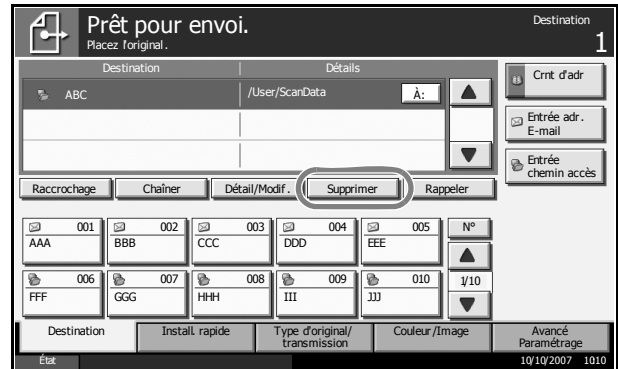 Prêt pour envoi.
Placez l'original.
Destination
1
Destination Détails
ABC /User/ScanData À:
Crnt d'adr
Entrée adr.
E-mail
Entrée
chemin accès
Raccrochage Chaîner Détail/Modif. Supprimer Rappeler
001 002 003 004 005 N°
AAA BBB CCC DDD EEE
006 007 008 009 010 1/10
FFF GGG HHH III JJJ
Destination Install. rapide Type d'original/
transmission Couleur/Image Avancé
Paramétrage
État 10/10/2007 1010